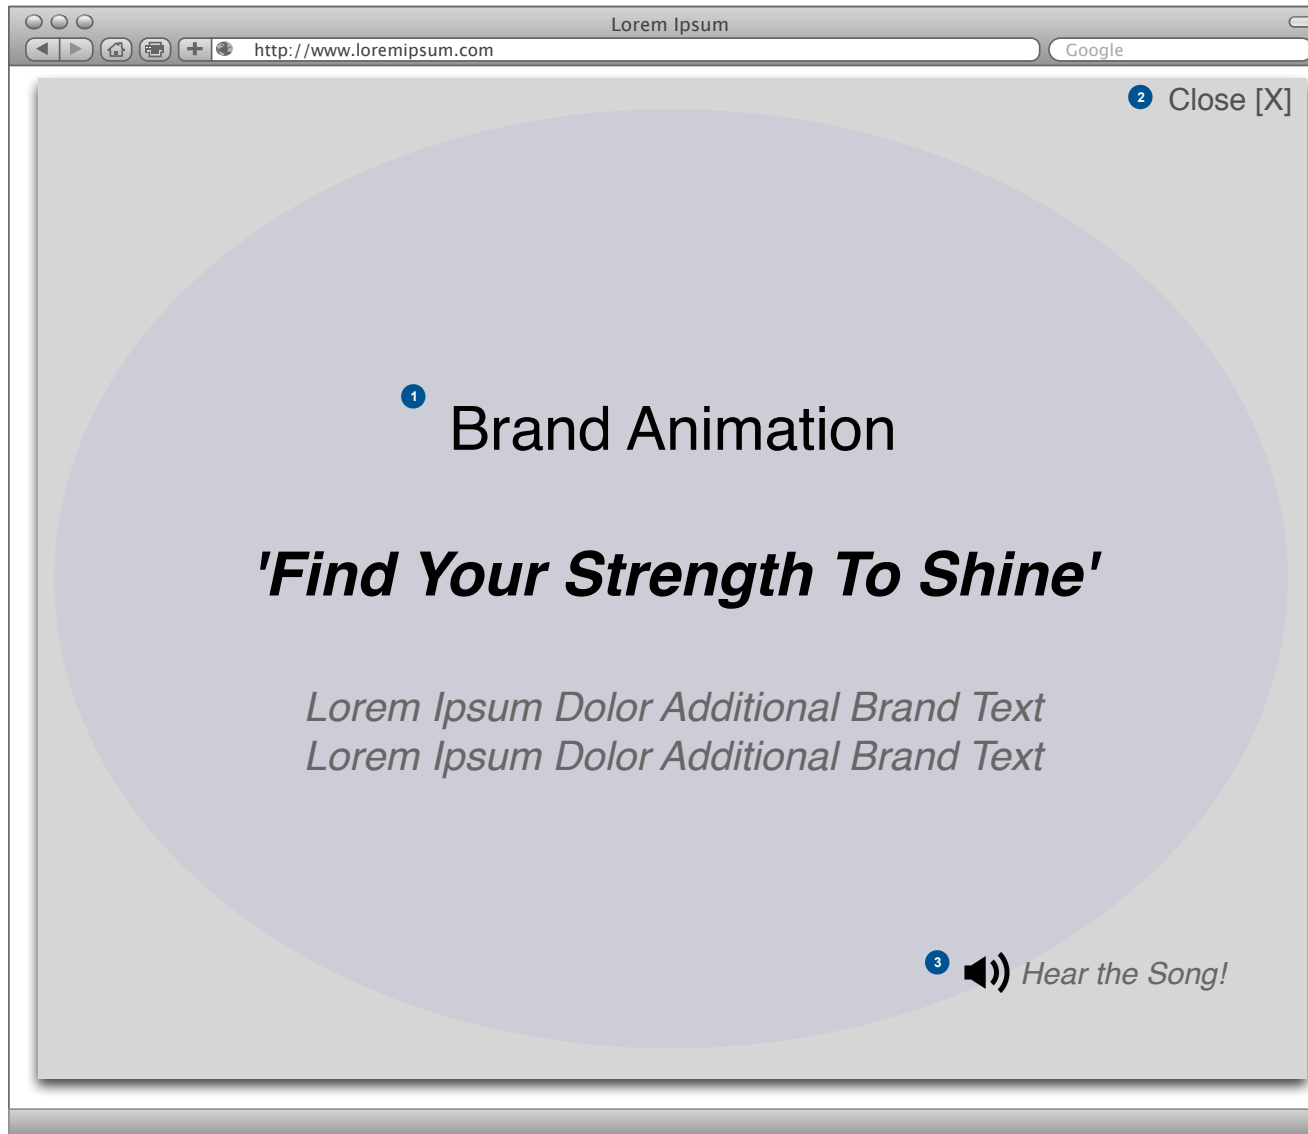 Lorem Ipsum
http://www.loremipsum.com
Google
2 Close [X]
1
Brand Animation
'Find Your Strength To Shine'
Lorem Ipsum Dolor Additional Brand Text
Lorem Ipsum Dolor Additional Brand Text
3 Hear the Song!